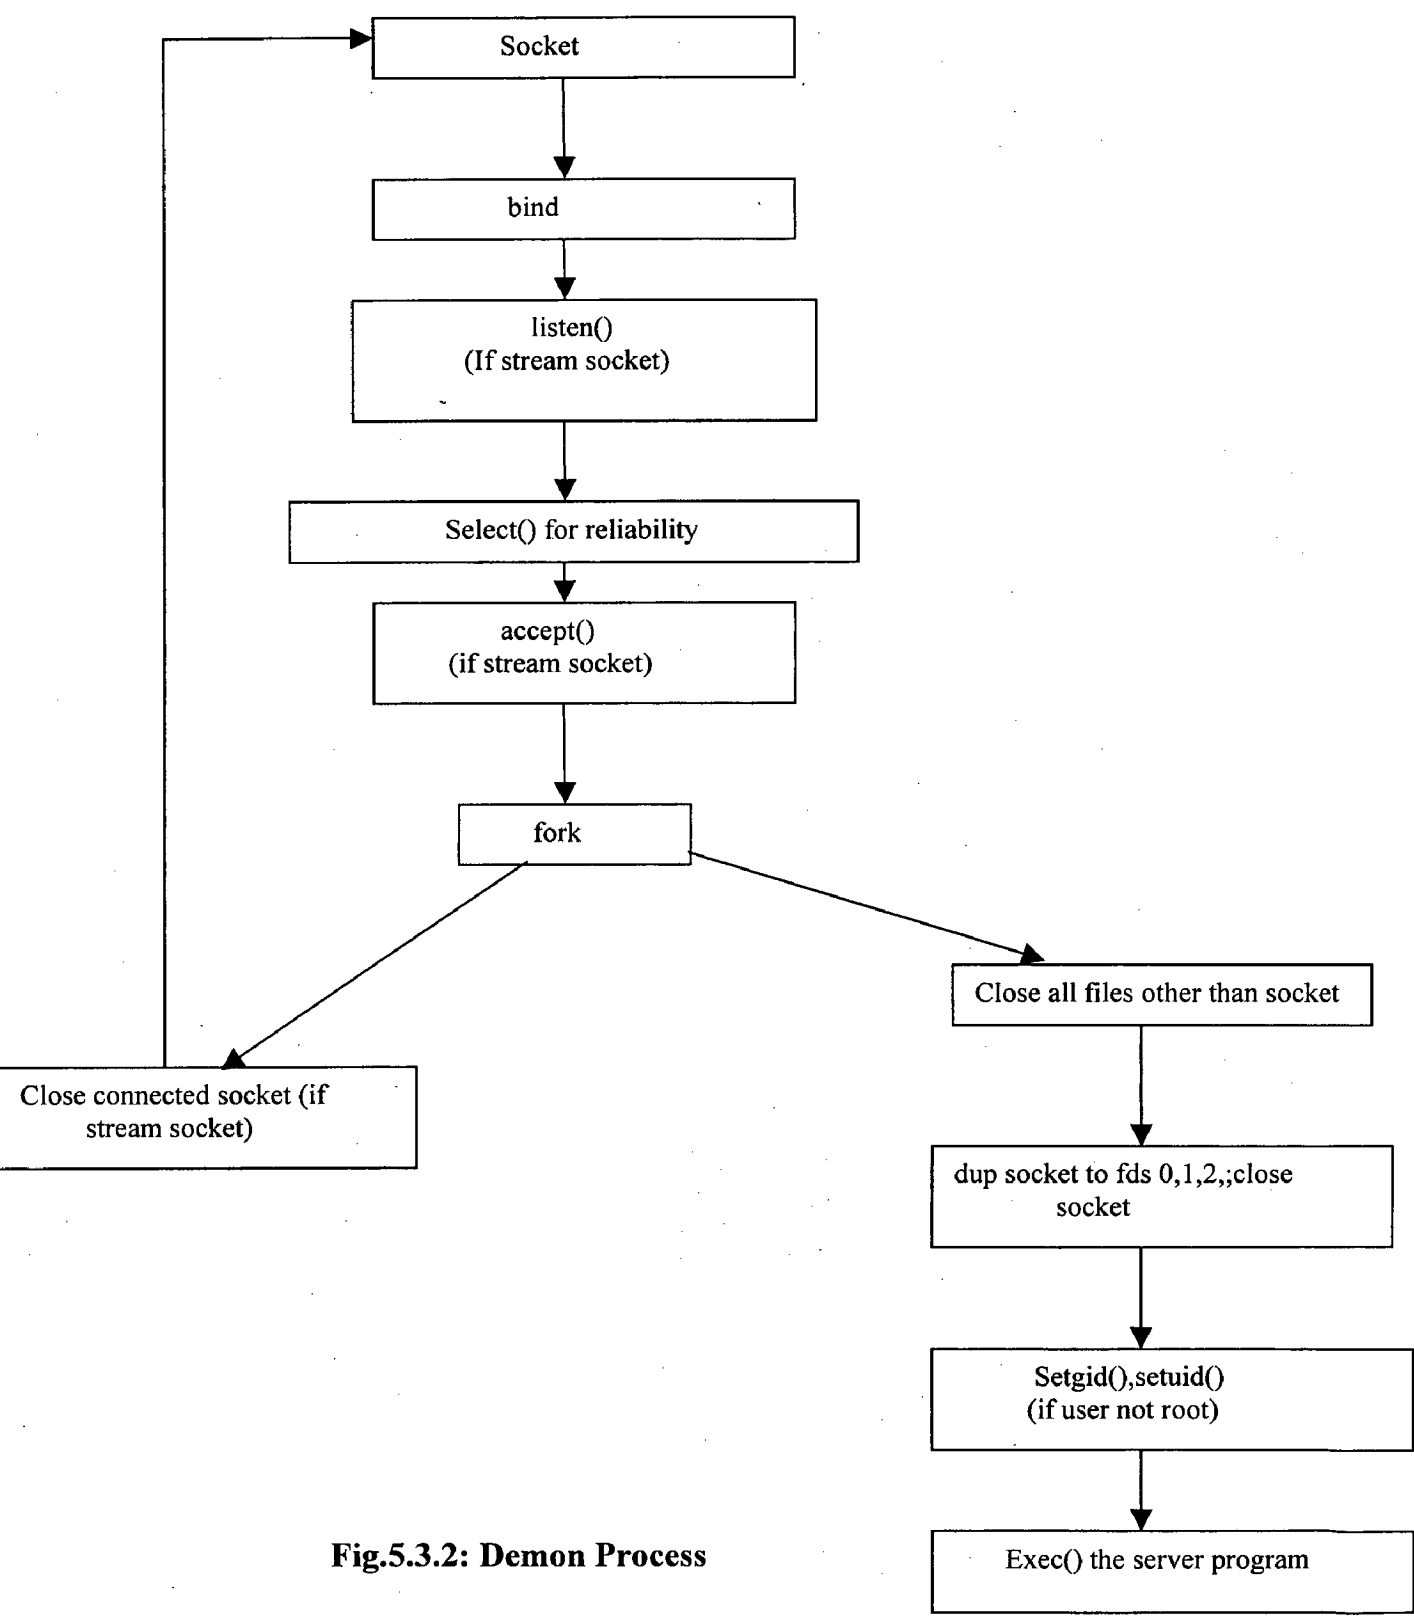 Socket
bind
listen()
(If stream socket)
Select() for reliability
accept()
(if stream socket)
fork
Close all files other than socket
Close connected socket (if
stream socket)
dup socket to fds 0,1,2,;close
socket
Setgid(),setuid()
(if user not root)
Exec() the server program
Fig.5.3.2: Demon Process